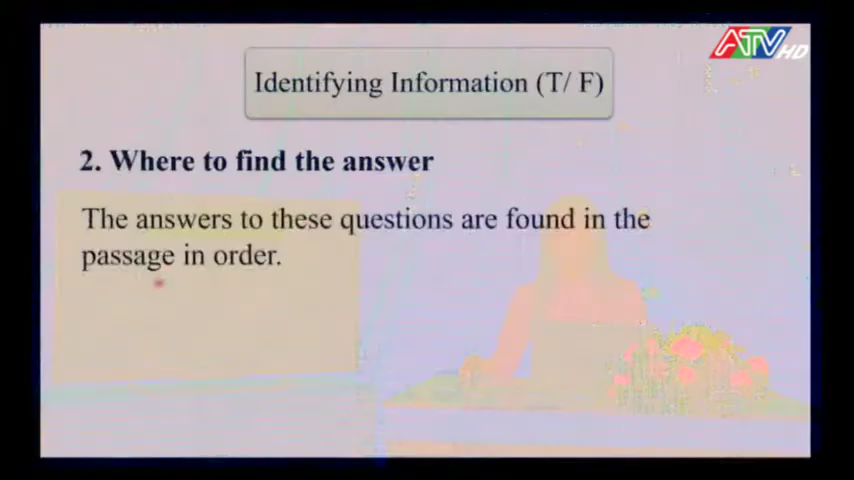 ATV HD
Identifying Information (T/ F)
2. Where to find the answer
The answers to these questions are found in the
passage in order.